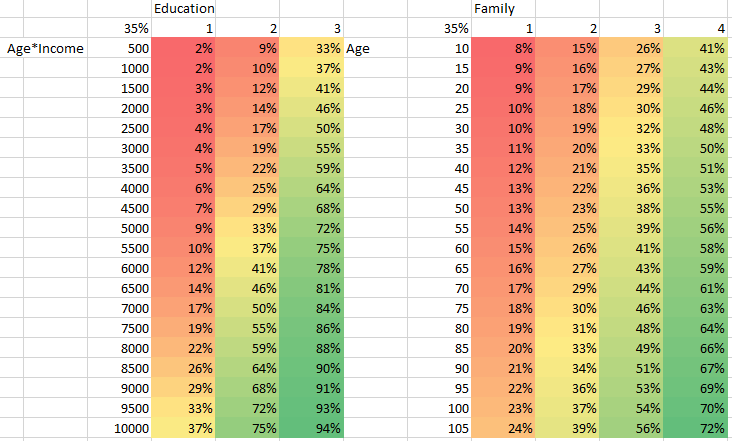 Education Family
35% 1 2 3 35% 1 2 3 4
Age*Income 500 2% 9% 33% Age 10 8% 15% 26% 41%
1000 2% 10% 37% 15 9% 16% 27% 43%
1500 3% 12% 41% 20 9% 17% 29% 44%
2000 3% 14% 46% 25 10% 18% 30% 46%
2500 4% 17% 50% 30 10% 19% 32% 48%
3000 4% 19% 55% 35 11% 20% 33% 50%
3500 5% 22% 59% 40 12% 21% 35% 51%
4000 6% 25% 64% 45 13% 22% 36% 53%
4500 7% 29% 68% 50 13% 23% 38% 55%
5000 9% 33% 72% 55 14% 25% 39% 56%
5500 10% 37% 75% 60 15% 26% 41% 58%
6000 12% 41% 78% 65 16% 27% 43% 59%
6500 14% 46% 81% 70 17% 29% 44% 61%
7000 17% 50% 84% 75 18% 30% 46% 63%
7500 19% 55% 86% 80 19% 31% 48% 64%
8000 22% 59% 88% 85 20% 33% 49% 66%
8500 26% 64% 90% 90 21% 34% 51% 67%
9000 29% 68% 91% 95 22% 36% 53% 69%
9500 33% 72% 93% 100 23% 37% 54% 70%
10000 37% 75% 94% 105 24% 39% 56% 72%